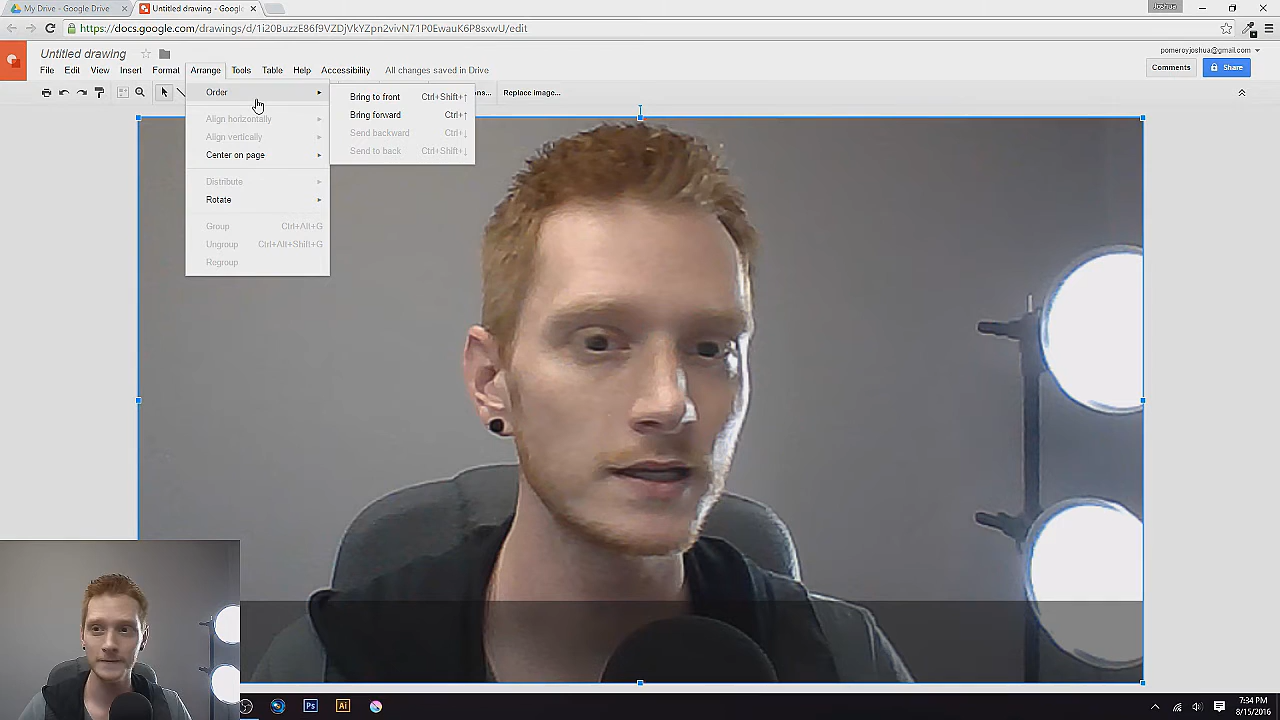 My Drive - Google Drive
Untitled drawing - Google
Joshua
https://docs.google.com/drawings/d/1i20BuzzE86f9VZDJVkYZpn2vivN71P0EwauK6P8sxw/edit
Untitled drawing
pomeroyjoshua@gmail.com
File Edit View Insert Format Arrange Tools Table Help Accessibility All changes saved in Drive
Comments
Share
Replace image...
Order
Align horizontally
Align vertically
Center on page
Distribute
Rotate
Group Ctrl+Alt+G
Ungroup Ctrl+Alt+Shift+G
Regroup
Bring to front Ctrl+Shift+↑
Bring forward Ctrl+↑
Send backward Ctrl+↓
Send to back Ctrl+Shift+↓
Ps
Ai
7:34 PM
8/15/2016